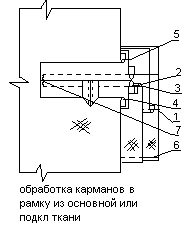 5
2
3
4
1
7
6
обработка карманов в
рамку из основной или
подкл ткани